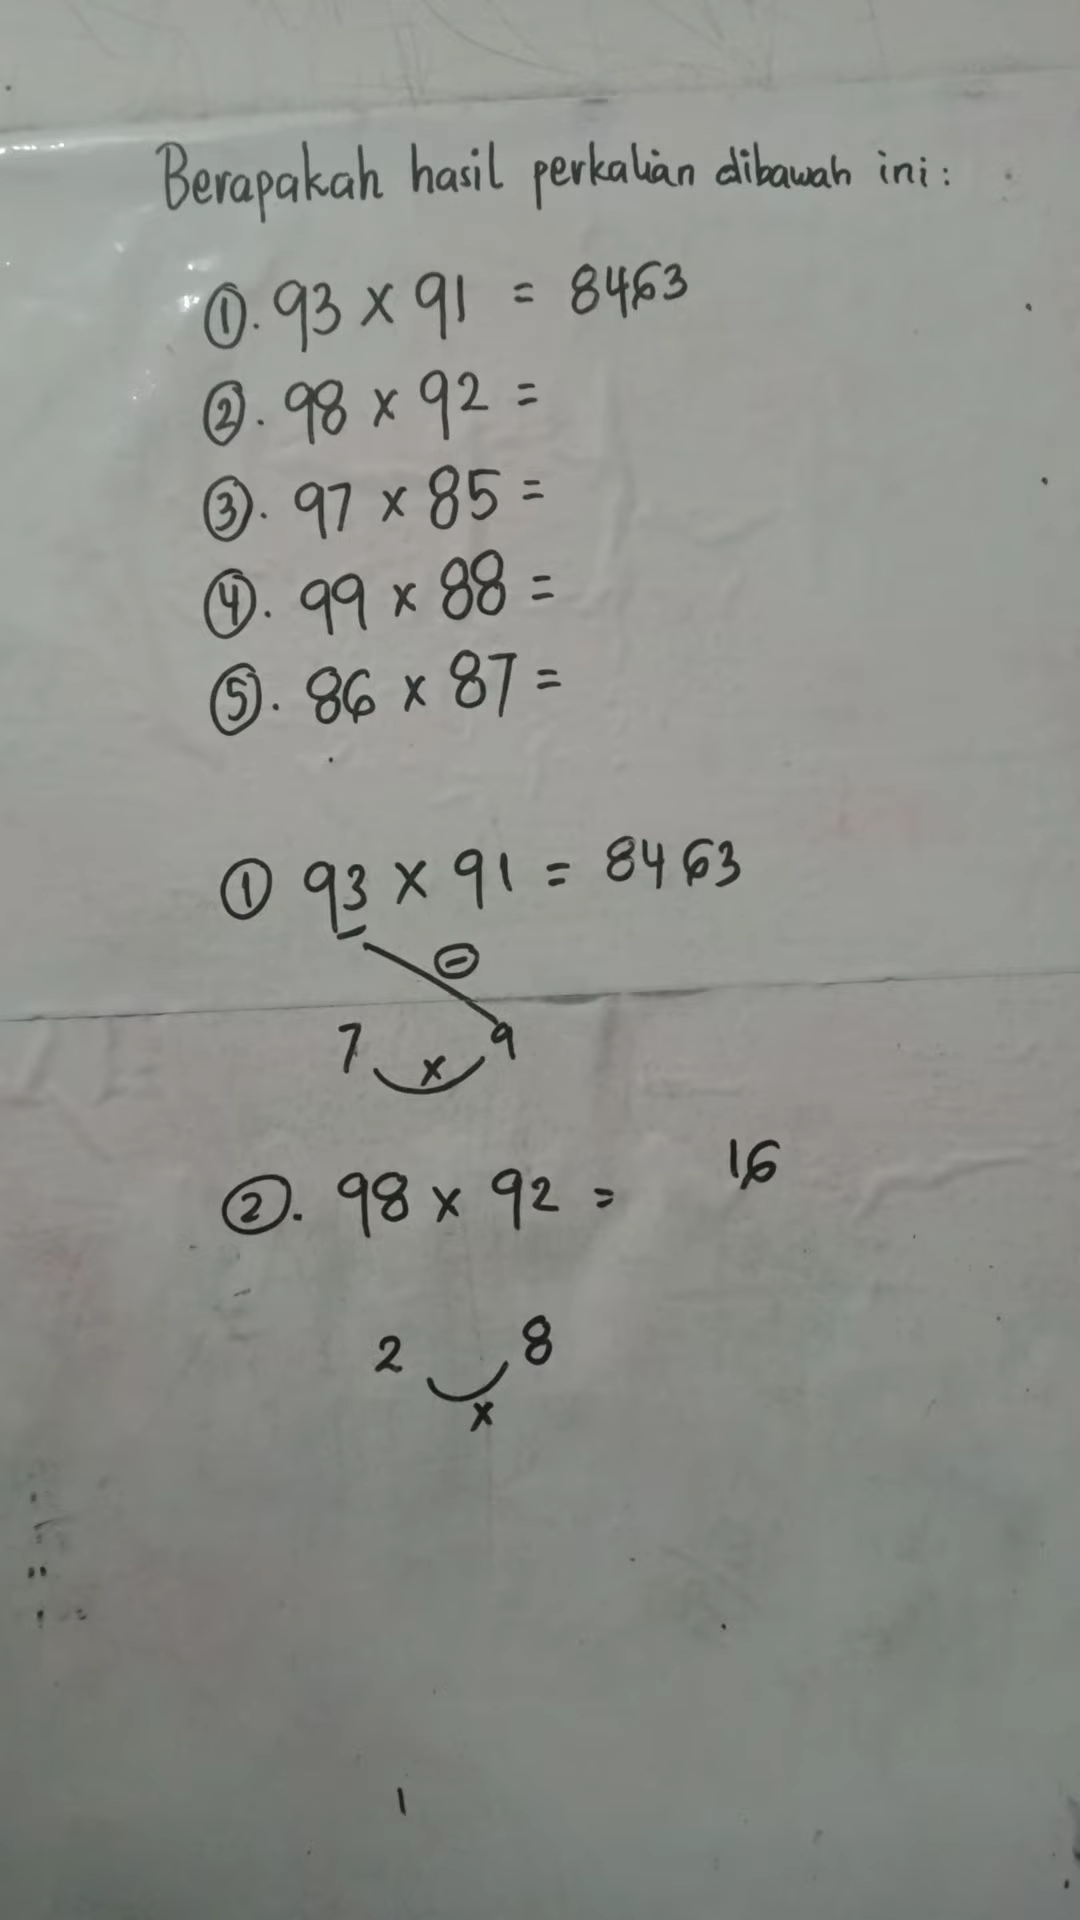 Berapakah hasil perkalian dibawah ini:
①. 93 x 91 = 8463
②. 98 x 92 =
③. 97 x 85 =
④. 99 x 88 =
⑤. 86 x 87 =
① 93 x 91 = 8463
⊖
7 x 9
②. 98 x 92 = 16
2 8
x